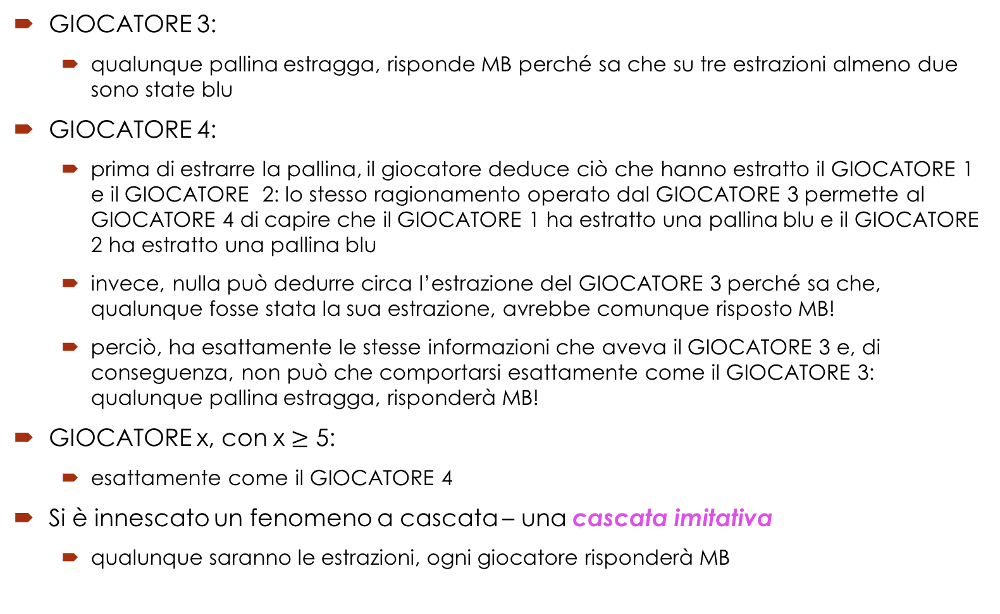 GIOCATORE 3:
qualunque pallina estragga, risponde MB perché sa che su tre estrazioni almeno due
sono state blu
GIOCATORE 4:
prima di estrarre la pallina, il giocatore deduce ciò che hanno estratto il GIOCATORE 1
e il GIOCATORE 2: lo stesso ragionamento operato dal GIOCATORE 3 permette al
GIOCATORE 4 di capire che il GIOCATORE 1 ha estratto una pallina blu e il GIOCATORE
2 ha estratto una pallina blu
invece, nulla può dedurre circa l’estrazione del GIOCATORE 3 perché sa che,
qualunque fosse stata la sua estrazione, avrebbe comunque risposto MB!
perciò, ha esattamente le stesse informazioni che aveva il GIOCATORE 3 e, di
conseguenza, non può che comportarsi esattamente come il GIOCATORE 3:
qualunque pallina estragga, risponderà MB!
GIOCATORE x, con x ≥ 5:
esattamente come il GIOCATORE 4
Si è innescato un fenomeno a cascata – una cascata imitativa
qualunque saranno le estrazioni, ogni giocatore risponderà MB